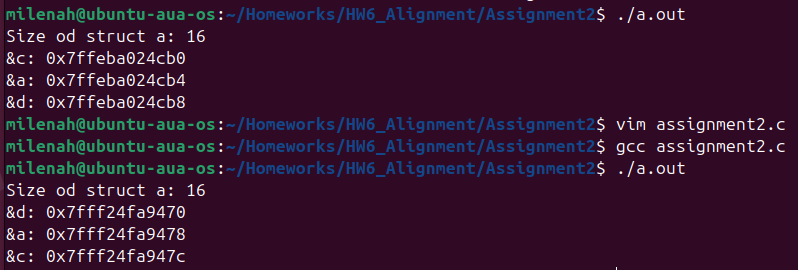 milenah@ubuntu-aua-os:~/Homeworks/HW6_Alignment/Assignment2$ ./a.out
Size od struct a: 16
&c: 0x7ffeba024cb0
&a: 0x7ffeba024cb4
&d: 0x7ffeba024cb8
milenah@ubuntu-aua-os:~/Homeworks/HW6_Alignment/Assignment2$ vim assignment2.c
milenah@ubuntu-aua-os:~/Homeworks/HW6_Alignment/Assignment2$ gcc assignment2.c
milenah@ubuntu-aua-os:~/Homeworks/HW6_Alignment/Assignment2$ ./a.out
Size od struct a: 16
&d: 0x7fff24fa9470
&a: 0x7fff24fa9478
&c: 0x7fff24fa947c